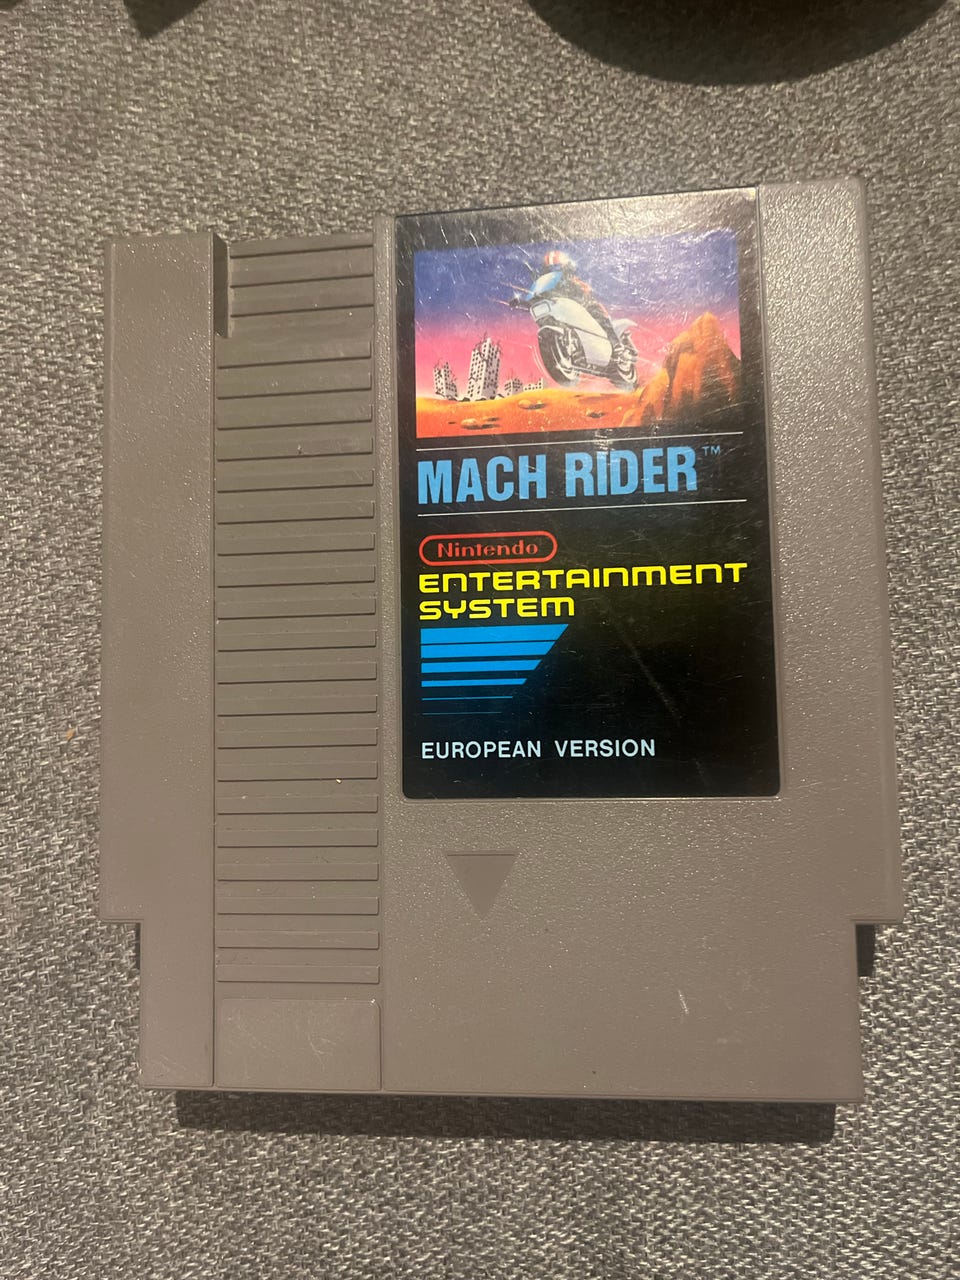 MACH RIDER™
Nintendo
ENTERTAINMENT
SYSTEM
EUROPEAN VERSION